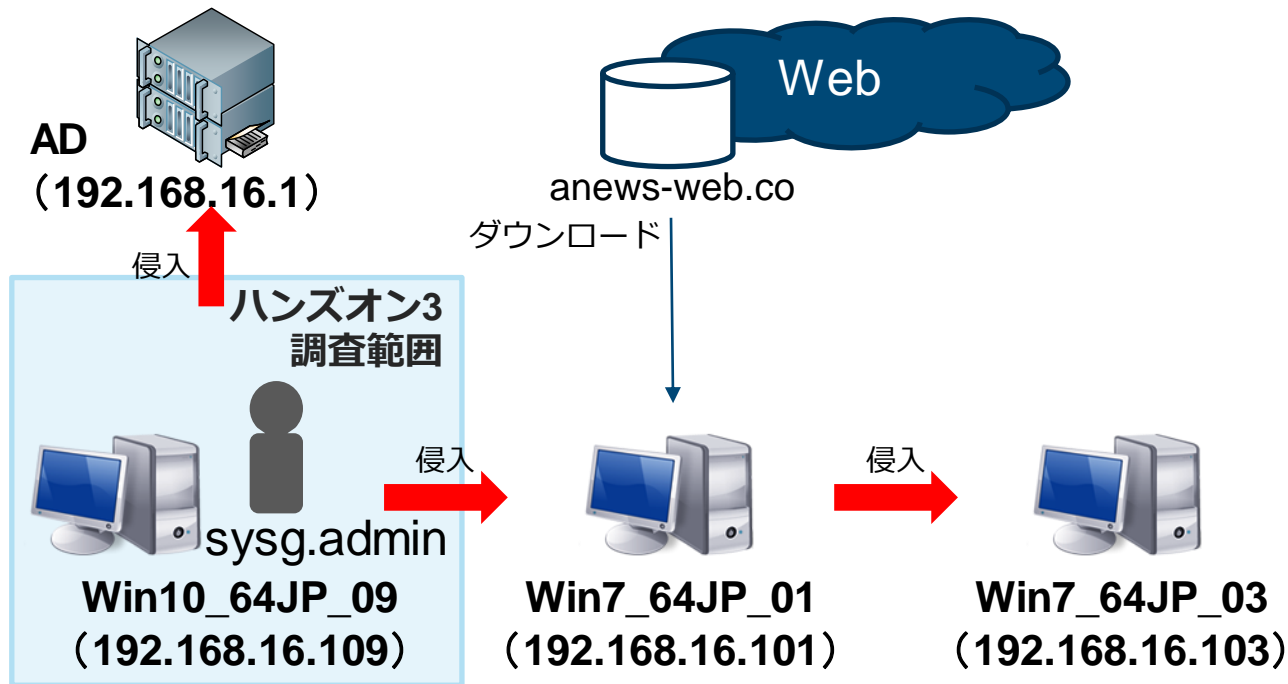 Web
AD
（192.168.16.1）
anews-web.co
ダウンロード
侵入
ハンズオン3
調査範囲
侵入
侵入
sysg.admin
Win10_64JP_09
（192.168.16.109）
Win7_64JP_01
（192.168.16.101）
Win7_64JP_03
（192.168.16.103）